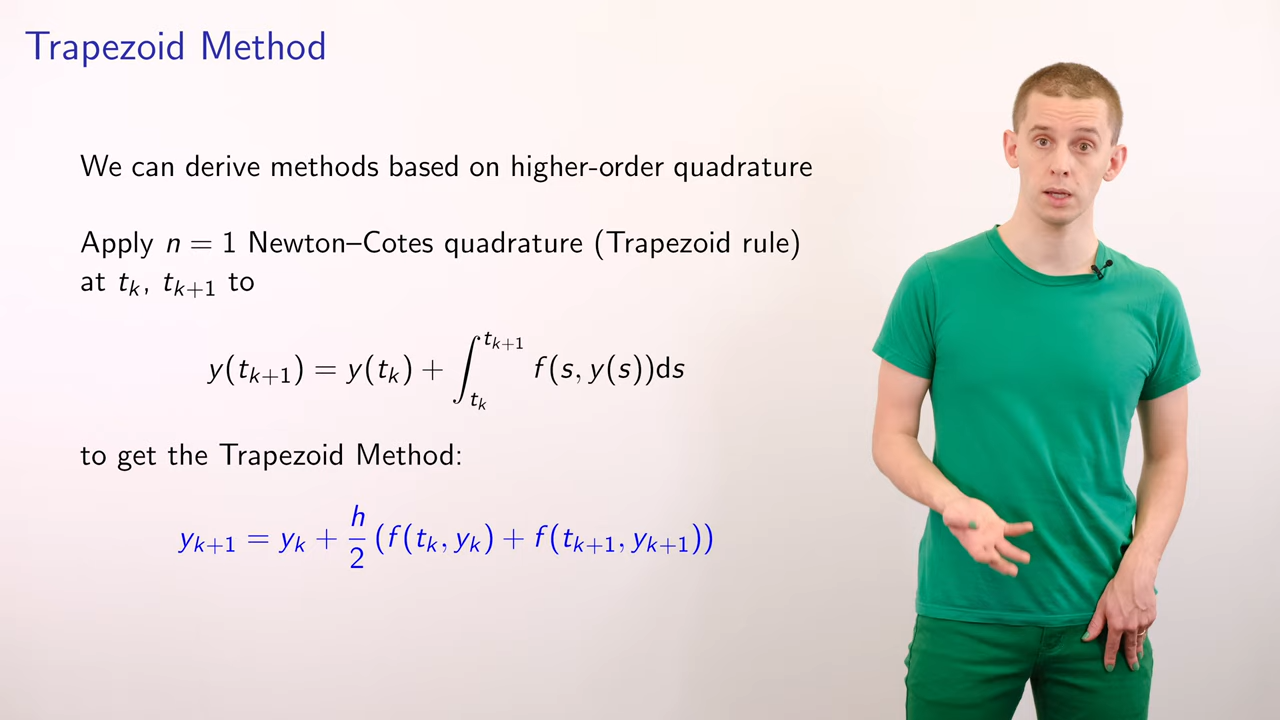 Trapezoid Method
We can derive methods based on higher-order quadrature
Apply n = 1 Newton–Cotes quadrature (Trapezoid rule)
at t_k, t_{k+1} to
y(t_{k+1}) = y(t_k) + ∫_{t_k}^{t_{k+1}} f(s, y(s))ds
to get the Trapezoid Method:
y_{k+1} = y_k + \frac{h}{2} (f(t_k, y_k) + f(t_{k+1}, y_{k+1}))